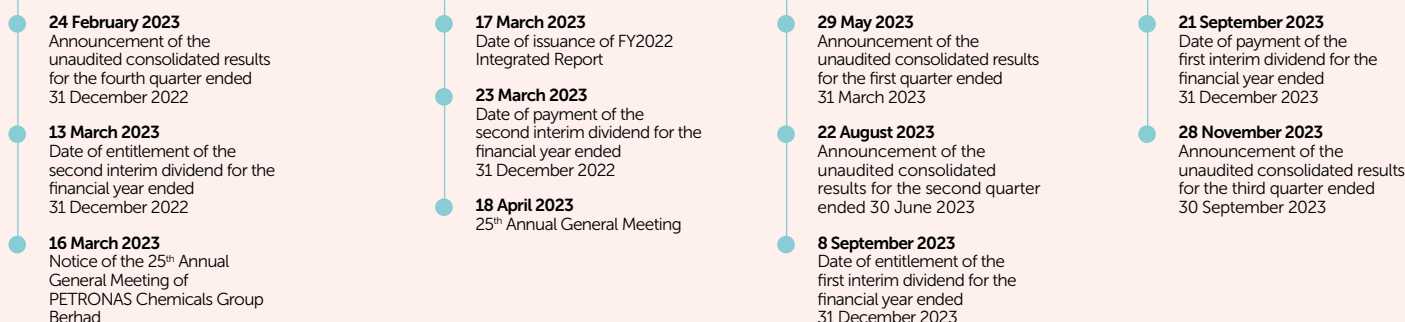 24 February 2023
Announcement of the
unaudited consolidated results
for the fourth quarter ended
31 December 2022
13 March 2023
Date of entitlement of the
second interim dividend for the
financial year ended
31 December 2022
16 March 2023
Notice of the 25th Annual
General Meeting of
PETRONAS Chemicals Group
Berhad
17 March 2023
Date of issuance of FY2022
Integrated Report
23 March 2023
Date of payment of the
second interim dividend for the
financial year ended
31 December 2022
18 April 2023
25th Annual General Meeting
29 May 2023
Announcement of the
unaudited consolidated results
for the first quarter ended
31 March 2023
22 August 2023
Announcement of the
unaudited consolidated
results for the second quarter
ended 30 June 2023
8 September 2023
Date of entitlement of the
first interim dividend for the
financial year ended
31 December 2023
21 September 2023
Date of payment of the
first interim dividend for the
financial year ended
31 December 2023
28 November 2023
Announcement of the
unaudited consolidated results
for the third quarter ended
30 September 2023